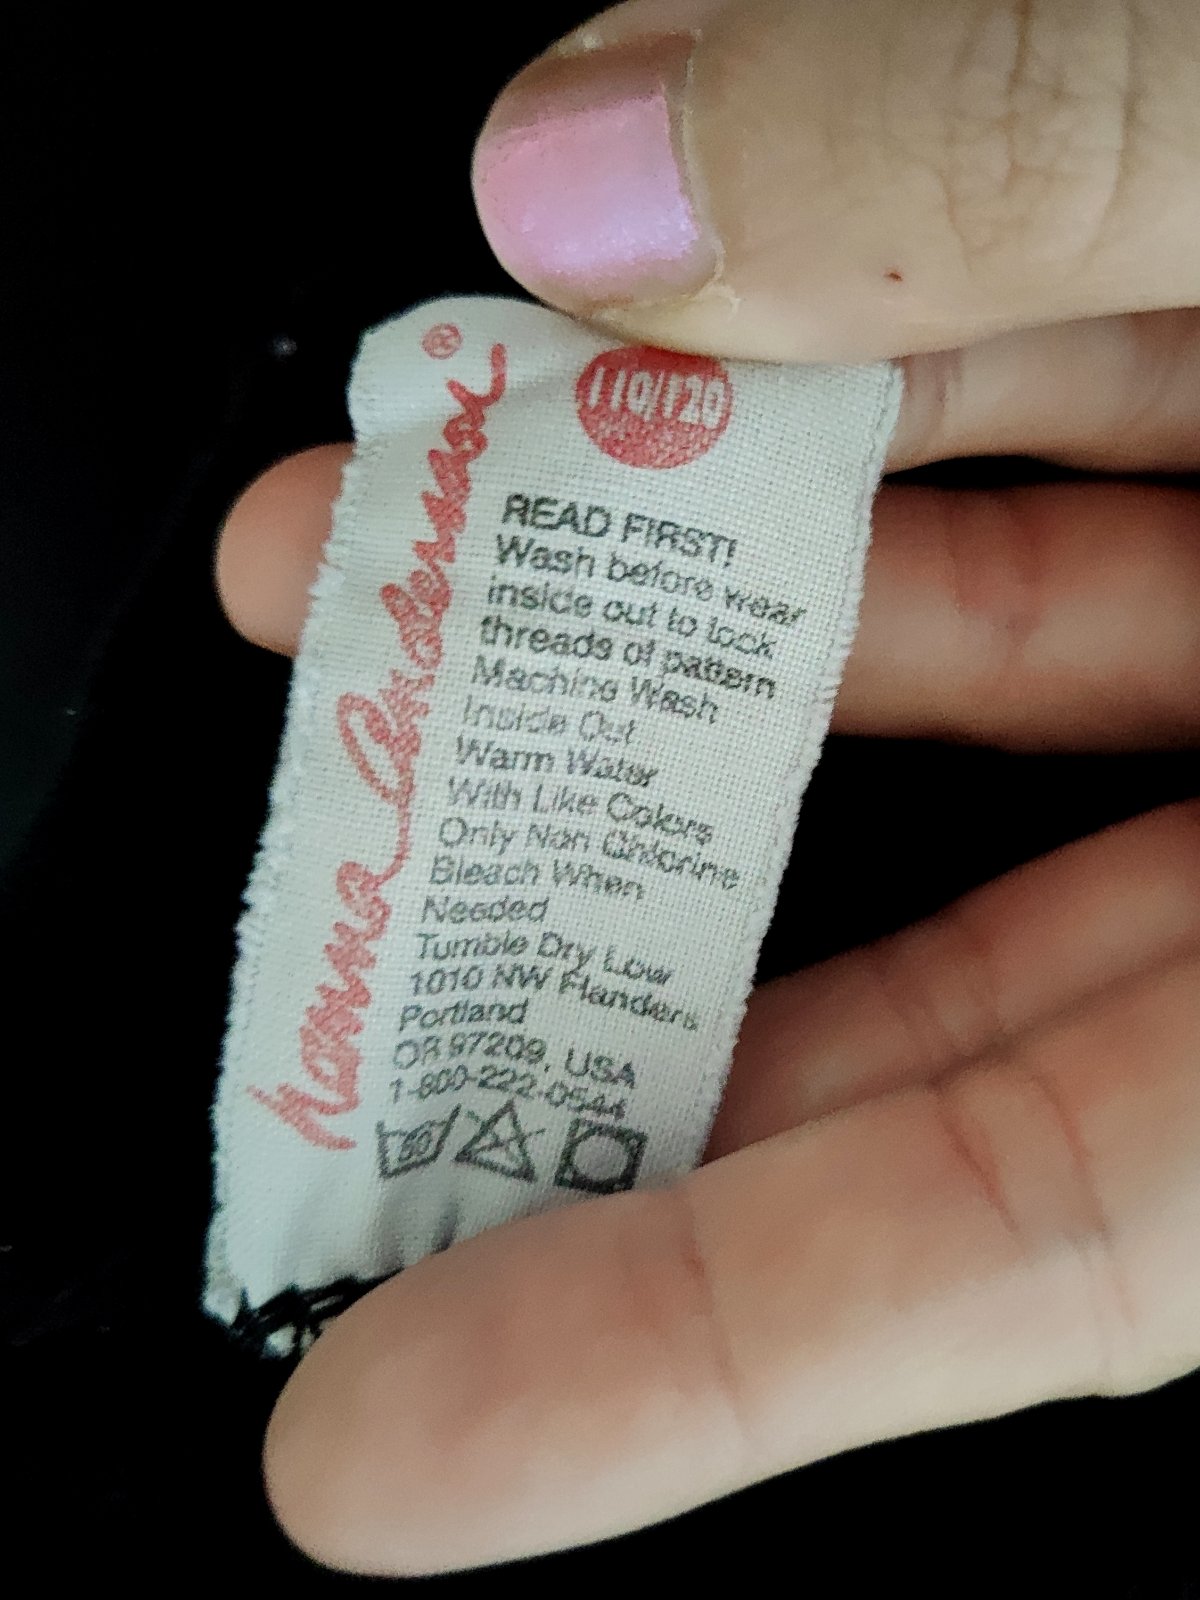 hanna Andersson®
110/120
READ FIRST!
Wash before wear
inside out to lock
threads of pattern
Machine Wash
Inside Out
Warm Water
With Like Colors
Only Non Chlorine
Bleach When
Needed
Tumble Dry Low
1010 NW Flanders
Portland
OR 97209, USA
1-800-222-0544